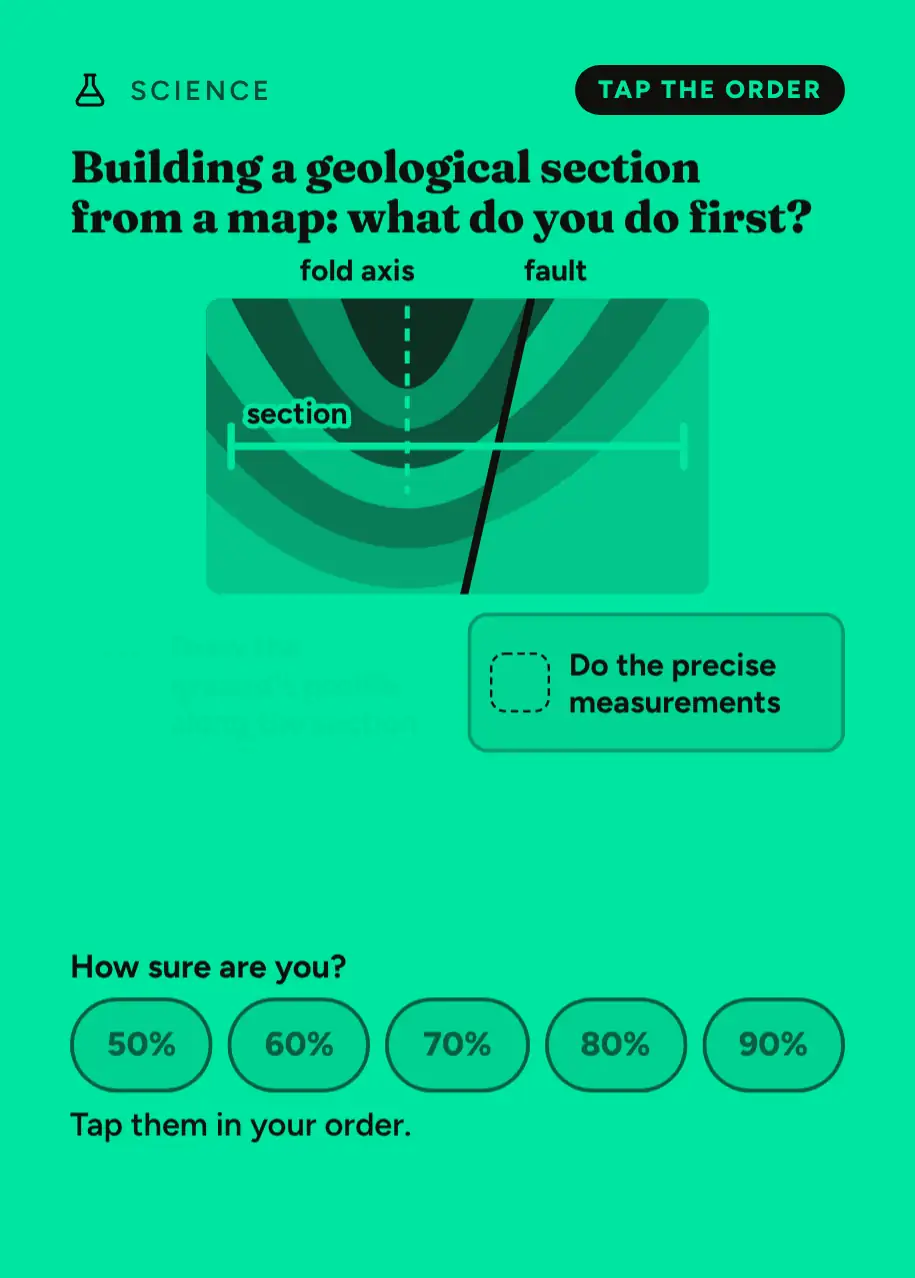 SCIENCE
TAP THE ORDER
Building a geological section
from a map: what do you do first?
fold axis
fault
section
Do the precise
measurements
How sure are you?
50%
60%
70%
80%
90%
Tap them in your order.